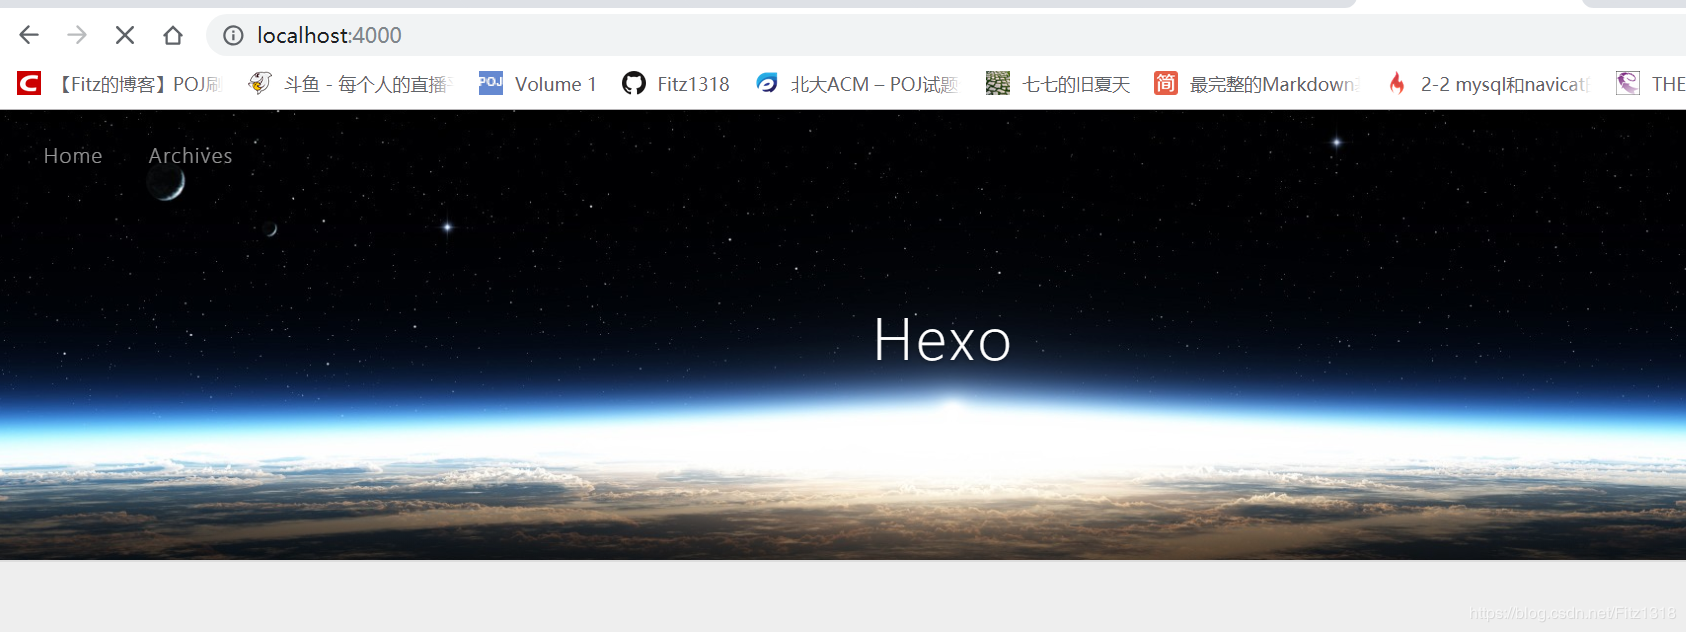 localhost:4000
【Fitz的博客】POJ刷 斗鱼 - 每个人的直播 POJ Volume 1 Fitz1318 北大ACM – POJ试题 七七的旧夏天 简 最完整的Markdown 2-2 mysql和navicat THE
Home Archives
Hexo
https://blog.csdn.net/Fitz1318